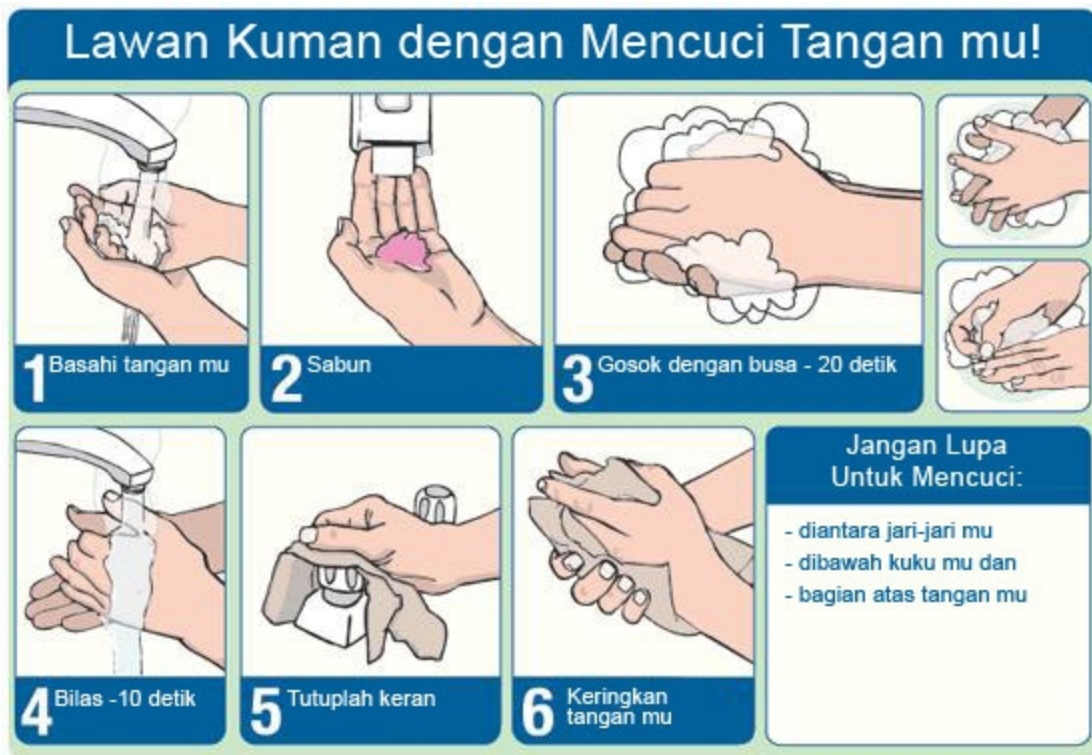 Lawan Kuman dengan Mencuci Tangan mu!
1 Basahi tangan mu
2 Sabun
3 Gosok dengan busa - 20 detik
4 Bilas -10 detik
5 Tutuplah keran
6 Keringkan
tangan mu
Jangan Lupa
Untuk Mencuci:
- diantara jari-jari mu
- dibawah kuku mu dan
- bagian atas tangan mu